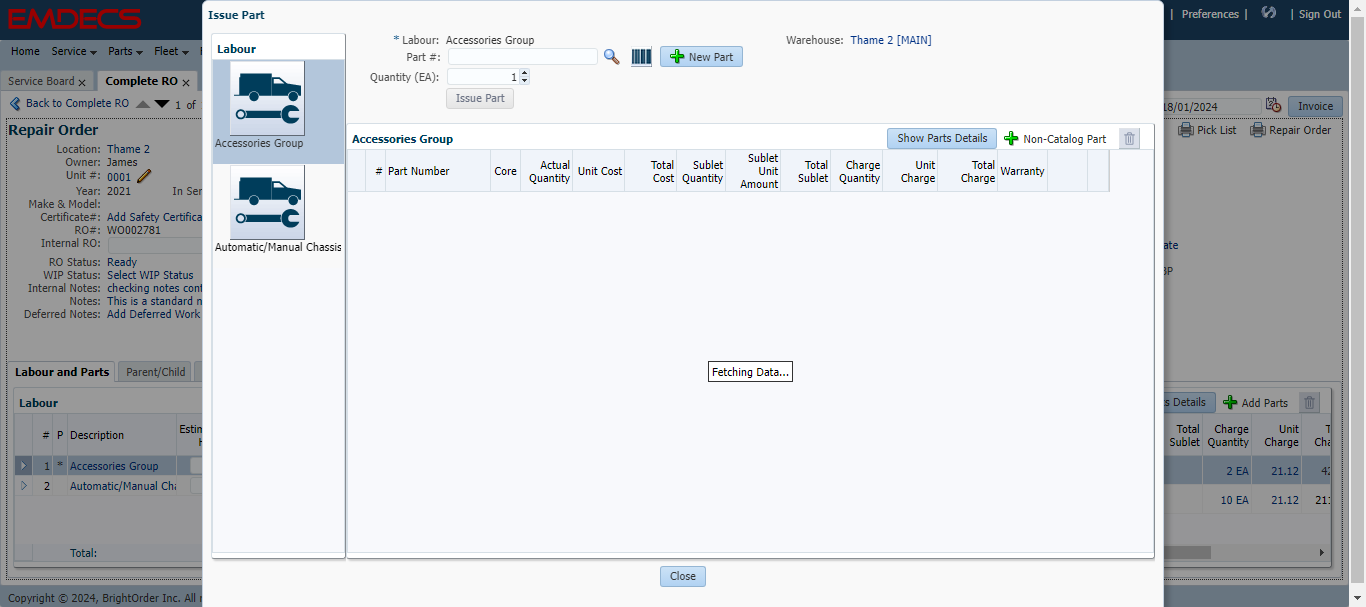 EMDECS
Preferences | Sign Out
Home Service Parts Fleet
Service Board x Complete RO x
Back to Complete RO 1 of
18/01/2024 Invoice
Pick List Repair Order
Repair Order
Location: Thame 2
Owner: James
Unit #: 0001
Year: 2021 In Ser
Make & Model:
Certificate#: Add Safety Certifica
RO#: WO002781
Internal RO:
RO Status: Ready
WIP Status: Select WIP Status
Internal Notes: checking notes cont
Notes: This is a standard n
Deferred Notes: Add Deferred Work
Labour and Parts Parent/Child
Labour
# P Description Estim
1 * Accessories Group
2 Automatic/Manual Cha
Total:
Copyright © 2024, BrightOrder Inc. All
Issue Part
Labour
Accessories Group
Automatic/Manual Chassis
* Labour: Accessories Group
Warehouse: Thame 2 [MAIN]
Part #: New Part
Quantity (EA): 1
Issue Part
Accessories Group Show Parts Details Non-Catalog Part
# Part Number Core Actual Quantity Unit Cost Total Cost Sublet Quantity Sublet Unit Amount Total Sublet Charge Quantity Unit Charge Total Charge Warranty
Fetching Data...
Close
ate
Details Add Parts
Total Sublet Charge Quantity Unit Charge
2 EA 21.12
10 EA 21.12